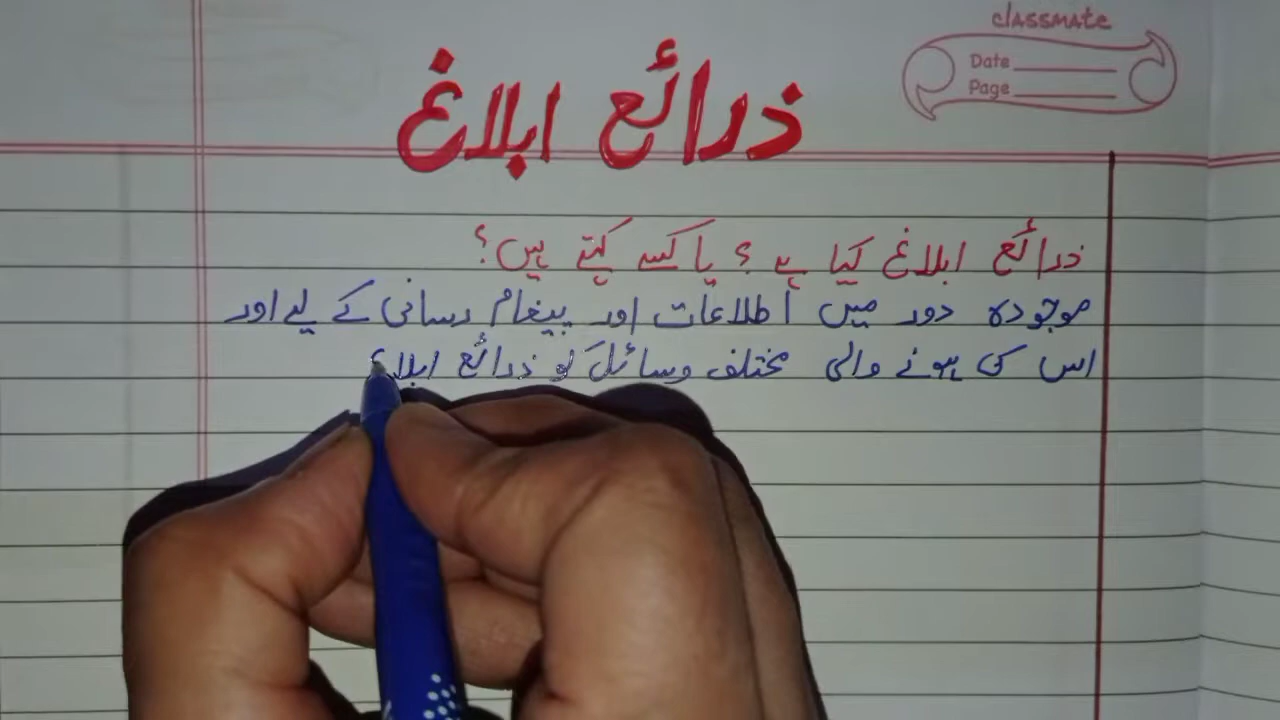 classmate
Date
Page
ذرائع ابلاغ
ذرائع ابلاغ کیا ہے ؟ یا کسے کہتے ہیں ؟
موجودہ دور میں اطلاعات اور پیغام رسانی کے لیے اور
اس کی ہونے والی مختلف وسائل کو ذرائع ابلا